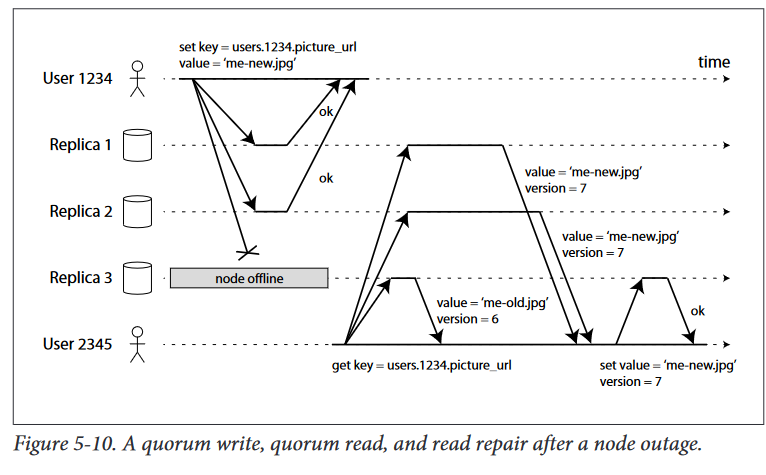 set key = users.1234.picture_url
value = ‘me-new.jpg’
time
User 1234
ok
Replica 1
ok
value = ‘me-new.jpg’
version = 7
Replica 2
value = ‘me-new.jpg’
version = 7
Replica 3
node offline
value = ‘me-old.jpg’
version = 6
ok
User 2345
get key = users.1234.picture_url
set value = ‘me-new.jpg’
version = 7
Figure 5-10. A quorum write, quorum read, and read repair after a node outage.